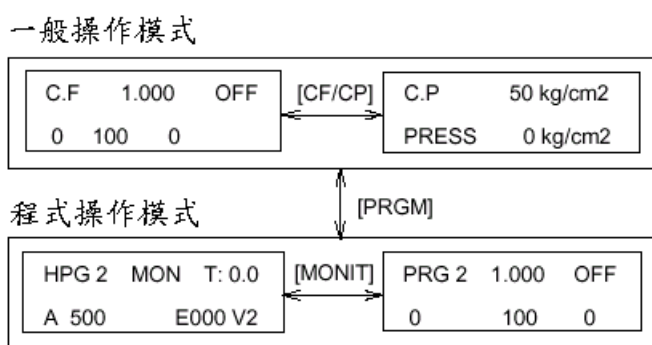 一般操作模式
C.F 1.000 OFF [CF/CP] C.P 50 kg/cm2
0 100 0 PRESS 0 kg/cm2
[PRGM]
程式操作模式
HPG 2 MON T: 0.0 [MONIT] PRG 2 1.000 OFF
A 500 E000 V2 0 100 0